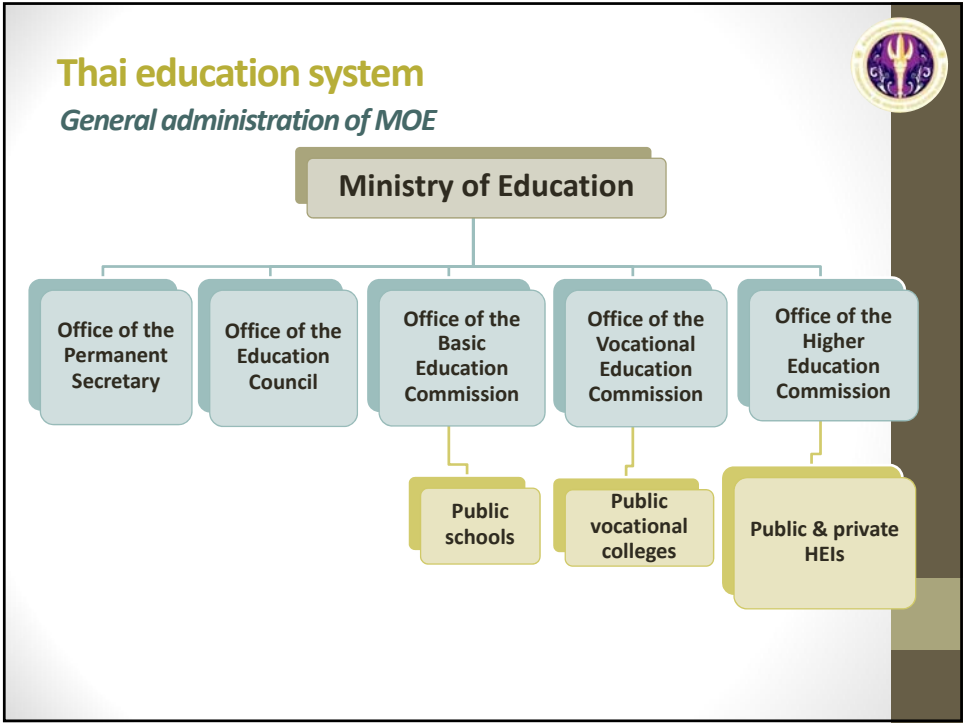 Thai education system
General administration of MOE
Ministry of Education
Office of the
Permanent
Secretary
Office of the
Education
Council
Office of the
Basic
Education
Commission
Office of the
Vocational
Education
Commission
Office of the
Higher
Education
Commission
Public
schools
Public
vocational
colleges
Public & private
HEIs